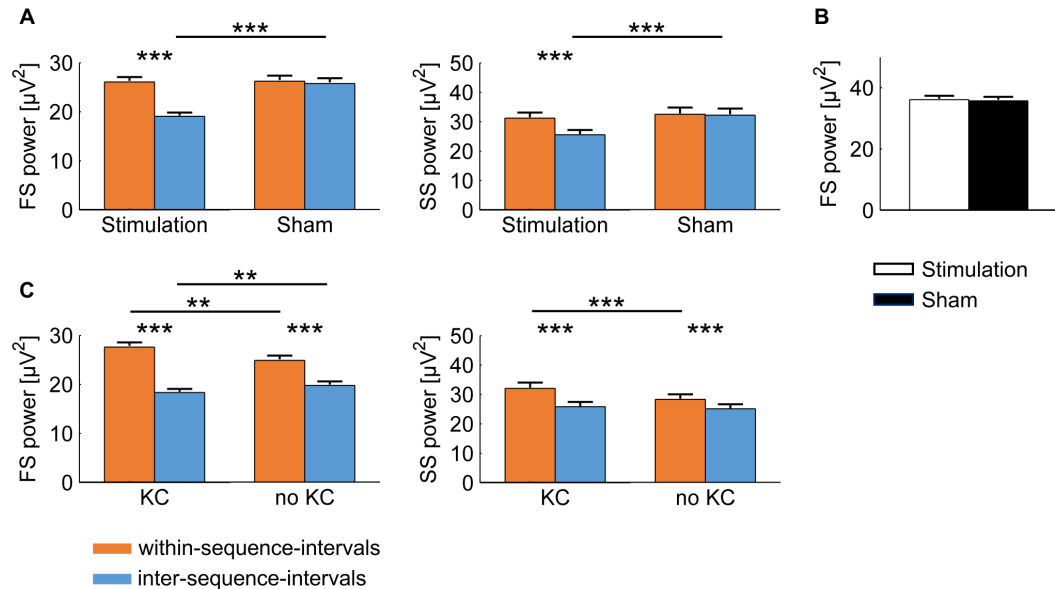 A
B
***
***
***
***
FS power [µV²]
30
20
10
0
Stimulation
Sham
SS power [µV²]
50
40
30
20
10
0
Stimulation
Sham
FS power [µV²]
40
20
0
Stimulation
Sham
C
**
**
***
***
***
***
***
FS power [µV²]
30
20
10
0
KC
no KC
SS power [µV²]
50
40
30
20
10
0
KC
no KC
within-sequence-intervals
inter-sequence-intervals